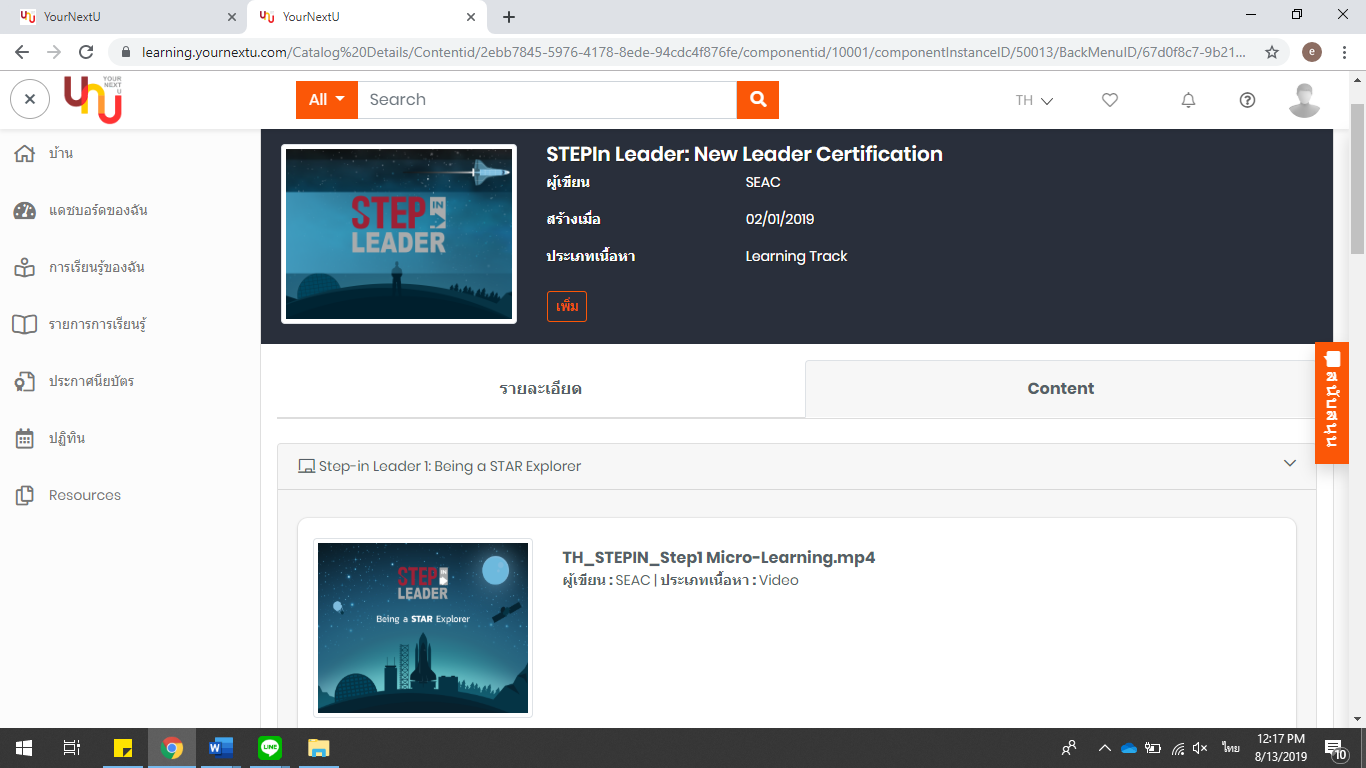 YourNextU
YourNextU
learning.yournextu.com/Catalog%20Details/Contentid/2ebb7845-5976-4178-8ede-94cdc4f876fe/componentid/10001/componentInstanceID/50013/BackMenuID/67d0f8c7-9b21...
e
YOUR
NEXT
U
unu
All
Search
TH
บ้าน
แดชบอร์ดของฉัน
การเรียนรู้ของฉัน
รายการการเรียนรู้
ประกาศนียบัตร
ปฏิทิน
Resources
STEP IN
LEADER
STEPIn Leader: New Leader Certification
ผู้เขียน SEAC
สร้างเมื่อ 02/01/2019
ประเภทเนื้อหา Learning Track
เพิ่ม
รายละเอียด
Content
สนับสนุน
Step-in Leader 1: Being a STAR Explorer
STEP IN
LEADER
Being a STAR Explorer
TH_STEPIN_Step1 Micro-Learning.mp4
ผู้เขียน : SEAC | ประเภทเนื้อหา : Video
W
LINE
ไทย
12:17 PM
8/13/2019
10